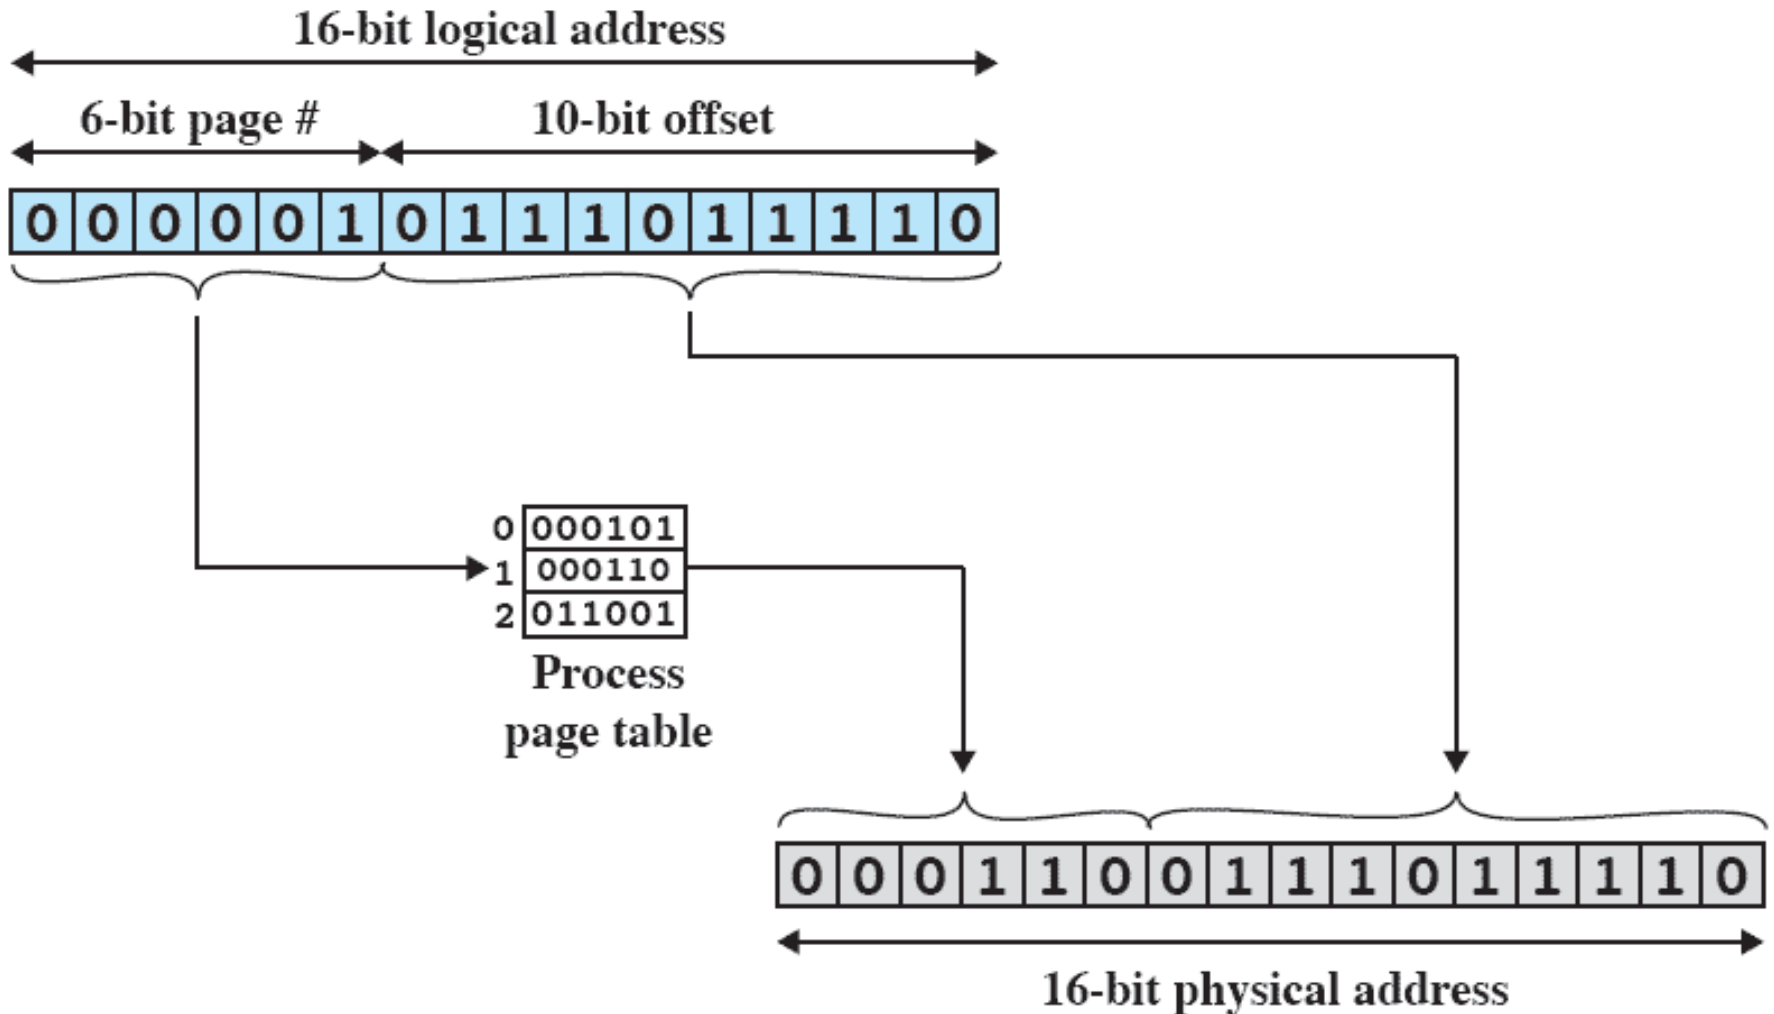 16-bit logical address
6-bit page # 10-bit offset
0 0 0 0 0 1 0 1 1 1 0 1 1 1 1 0
0 000101
1 000110
2 011001
Process
page table
0 0 0 1 1 0 0 1 1 1 0 1 1 1 1 0
16-bit physical address